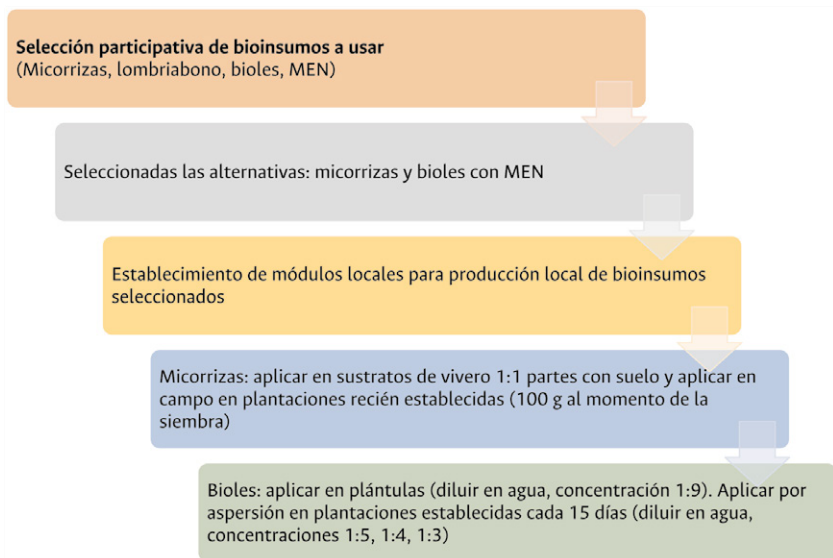 Selección participativa de bioinsumos a usar
(Micorrizas, lombriabono, bioles, MEN)
Seleccionadas las alternativas: micorrizas y bioles con MEN
Establecimiento de módulos locales para producción local de bioinsumos
seleccionados
Micorrizas: aplicar en sustratos de vivero 1:1 partes con suelo y aplicar en
campo en plantaciones recién establecidas (100 g al momento de la
siembra)
Bioles: aplicar en plántulas (diluir en agua, concentración 1:9). Aplicar por
aspersión en plantaciones establecidas cada 15 días (diluir en agua,
concentraciones 1:5, 1:4, 1:3)